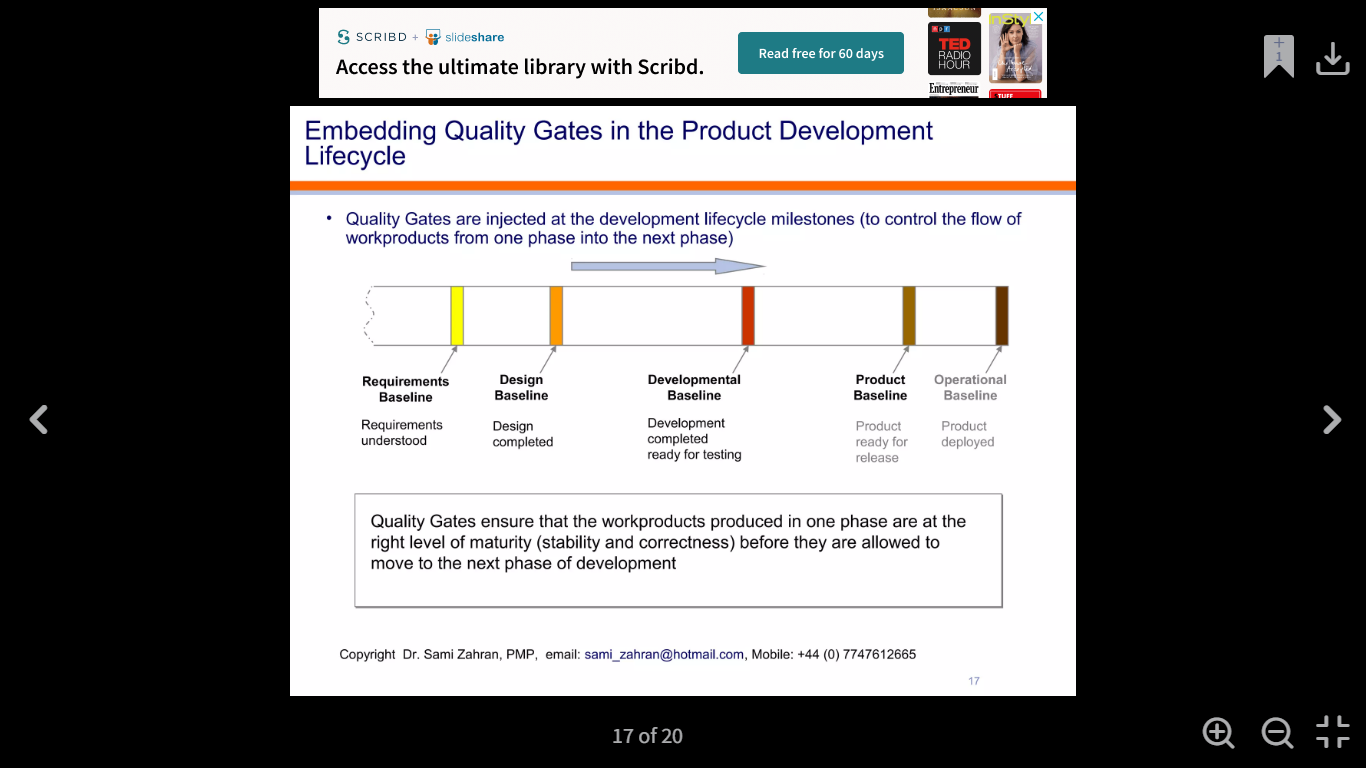 SCRIBD + slideshare
Access the ultimate library with Scribd.
Read free for 60 days
TED
RADIO
HOUR
Entrepreneur
+
1
Embedding Quality Gates in the Product Development
Lifecycle
• Quality Gates are injected at the development lifecycle milestones (to control the flow of
workproducts from one phase into the next phase)
Requirements
Baseline
Requirements
understood
Design
Baseline
Design
completed
Developmental
Baseline
Development
completed
ready for testing
Product
Baseline
Product
ready for
release
Operational
Baseline
Product
deployed
Quality Gates ensure that the workproducts produced in one phase are at the
right level of maturity (stability and correctness) before they are allowed to
move to the next phase of development
Copyright Dr. Sami Zahran, PMP, email: sami_zahran@hotmail.com, Mobile: +44 (0) 7747612665
17
17 of 20